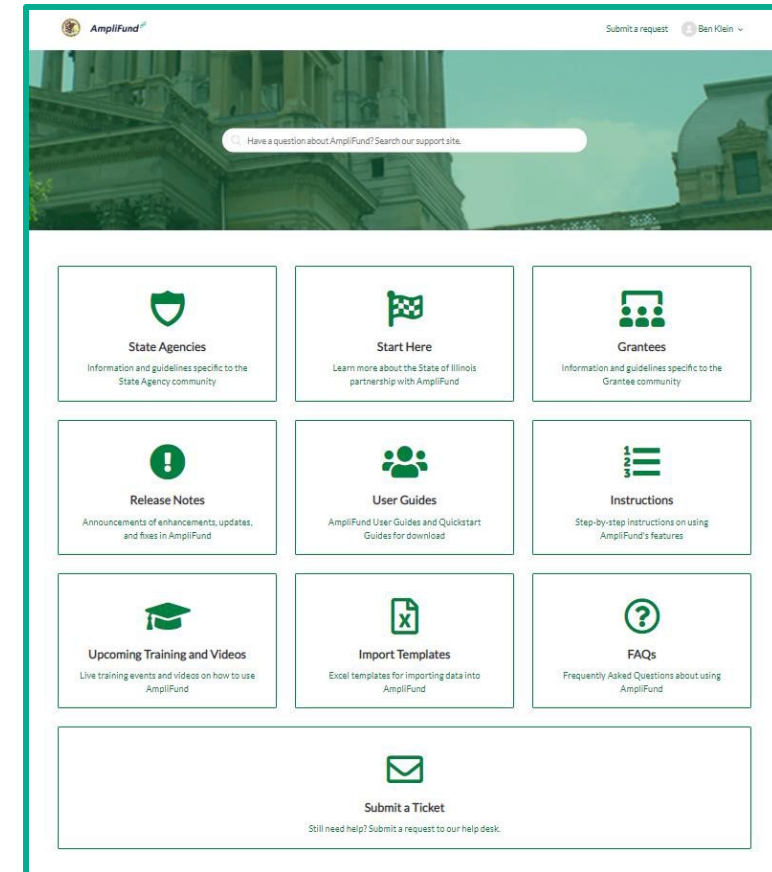 AmpliFund
Submit a request
Ben Klein
Have a question about AmpliFund? Search our support site.
State Agencies
Information and guidelines specific to the
State Agency community
Start Here
Learn more about the State of Illinois
partnership with AmpliFund
Grantees
Information and guidelines specific to the
Grantee community
Release Notes
Announcements of enhancements, updates,
and fixes in AmpliFund
User Guides
AmpliFund User Guides and Quickstart
Guides for download
1
2
3
Instructions
Step-by-step instructions on using
AmpliFund's features
Upcoming Training and Videos
Live training events and videos on how to use
AmpliFund
X
Import Templates
Excel templates for importing data into
AmpliFund
FAQs
Frequently Asked Questions about using
AmpliFund
Submit a Ticket
Still need help? Submit a request to our help desk.